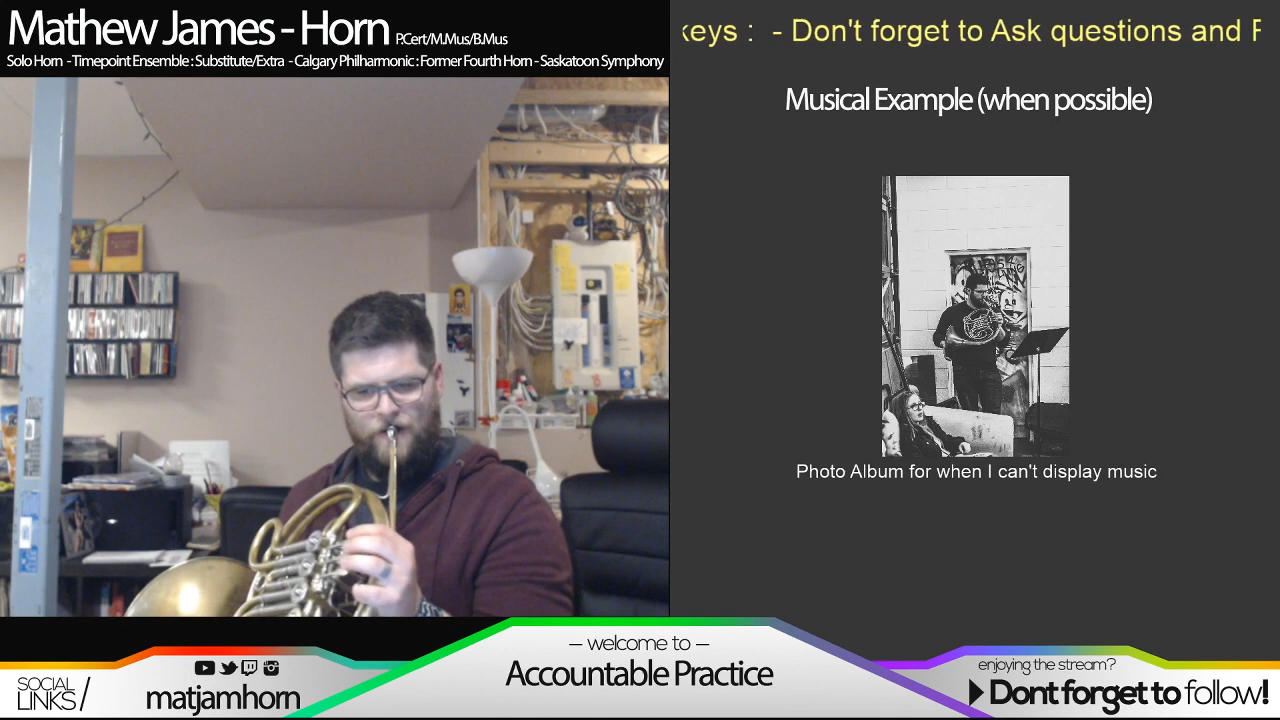 Mathew James - Horn P.Cert/M.Mus/B.Mus
Solo Horn - Timepoint Ensemble : Substitute/Extra - Calgary Philharmonic : Former Fourth Horn - Saskatoon Symphony
keys : - Don't forget to Ask questions and
Musical Example (when possible)
Photo Album for when I can't display music
SOCIAL LINKS /
matjamhorn
– welcome to –
Accountable Practice
enjoying the stream?
Dont forget to follow!